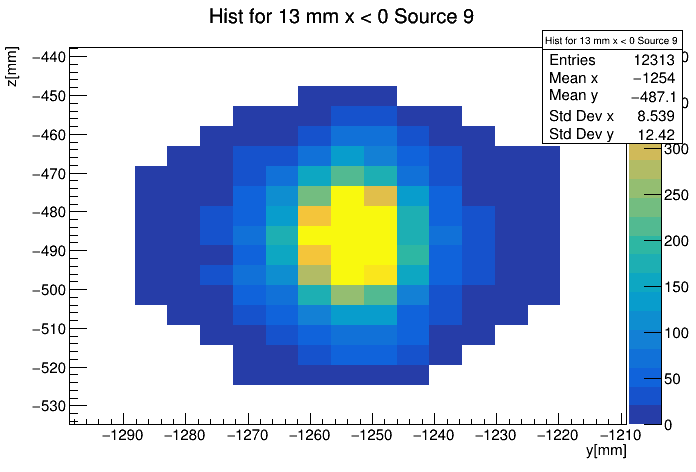 Hist for 13 mm x < 0 Source 9
z[mm]
Hist for 13 mm x < 0 Source 9
Entries 12313
Mean x −1254
Mean y −487.1
Std Dev x 8.539
Std Dev y 12.42
−440
−450
−460
−470
−480
−490
−500
−510
−520
−530
300
250
200
150
100
50
0
−1290 −1280 −1270 −1260 −1250 −1240 −1230 −1220 −1210
y[mm]